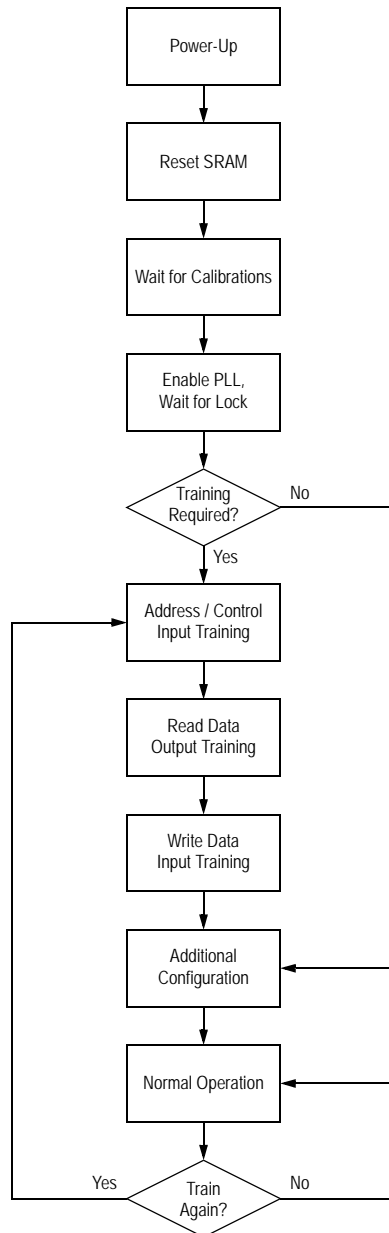 Power-Up
Reset SRAM
Wait for Calibrations
Enable PLL,
Wait for Lock
Training
Required?
No
Yes
Address / Control
Input Training
Read Data
Output Training
Write Data
Input Training
Additional
Configuration
Normal Operation
Yes
Train
Again?
No